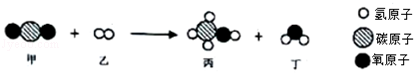 + → +
甲 乙 丙 丁
氢原子
碳原子
氧原子